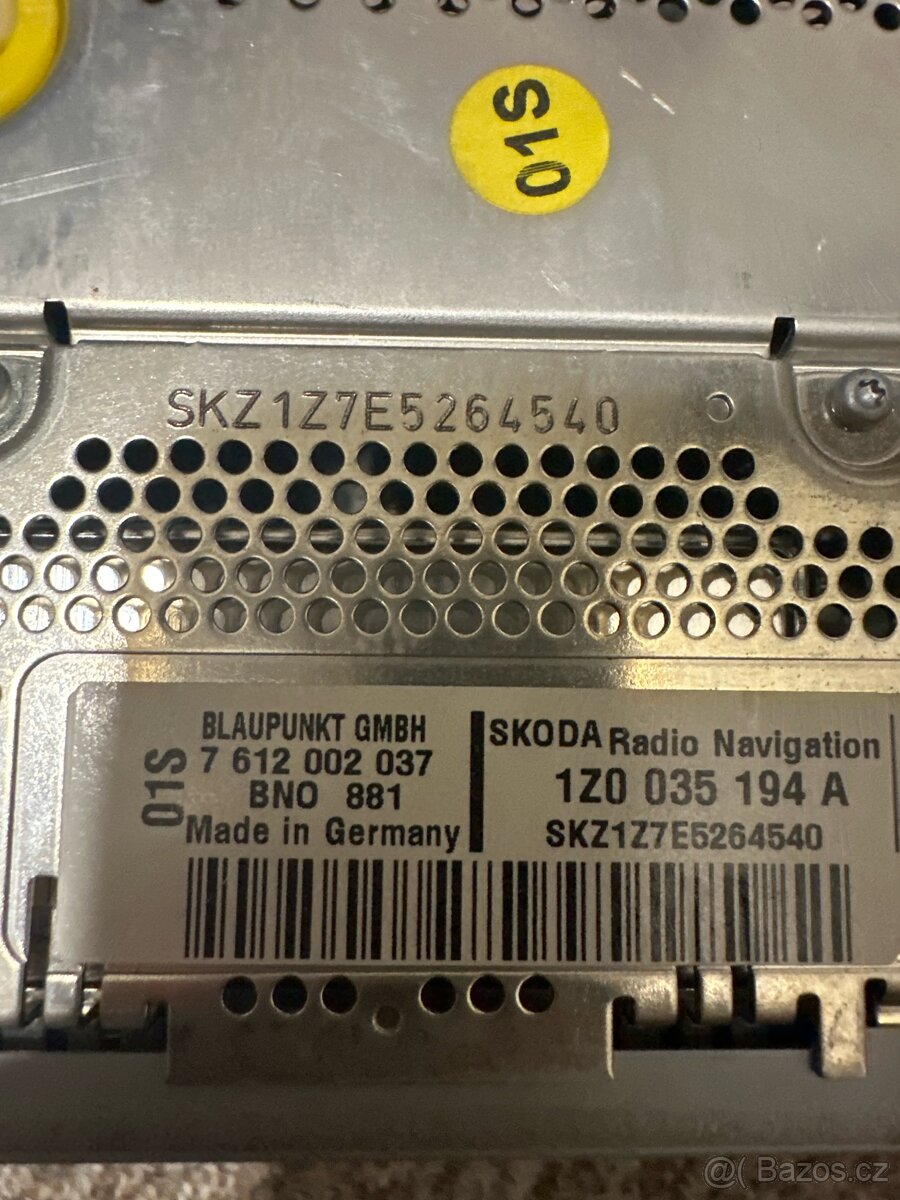 01S
SKZ1Z7E5264540
01S
BLAUPUNKT GMBH
7 612 002 037
BNO 881
Made in Germany
SKODA Radio Navigation
1Z0 035 194 A
SKZ1Z7E5264540
@( Bazos.cz